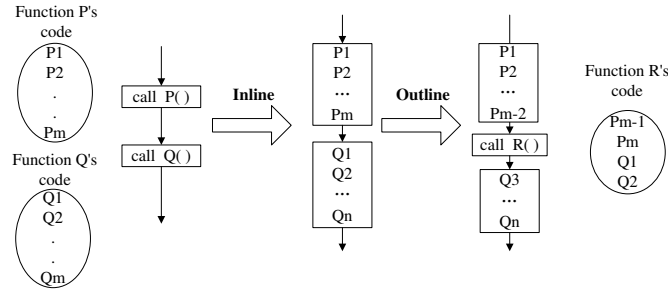 Function P's
code
P1
P2
.
.
Pm
Function Q's
code
Q1
Q2
.
.
Qm
call P( )
call Q( )
Inline
P1
P2
...
Pm
Q1
Q2
...
Qn
Outline
P1
P2
...
Pm-2
call R( )
Q3
...
Qn
Function R's
code
Pm-1
Pm
Q1
Q2